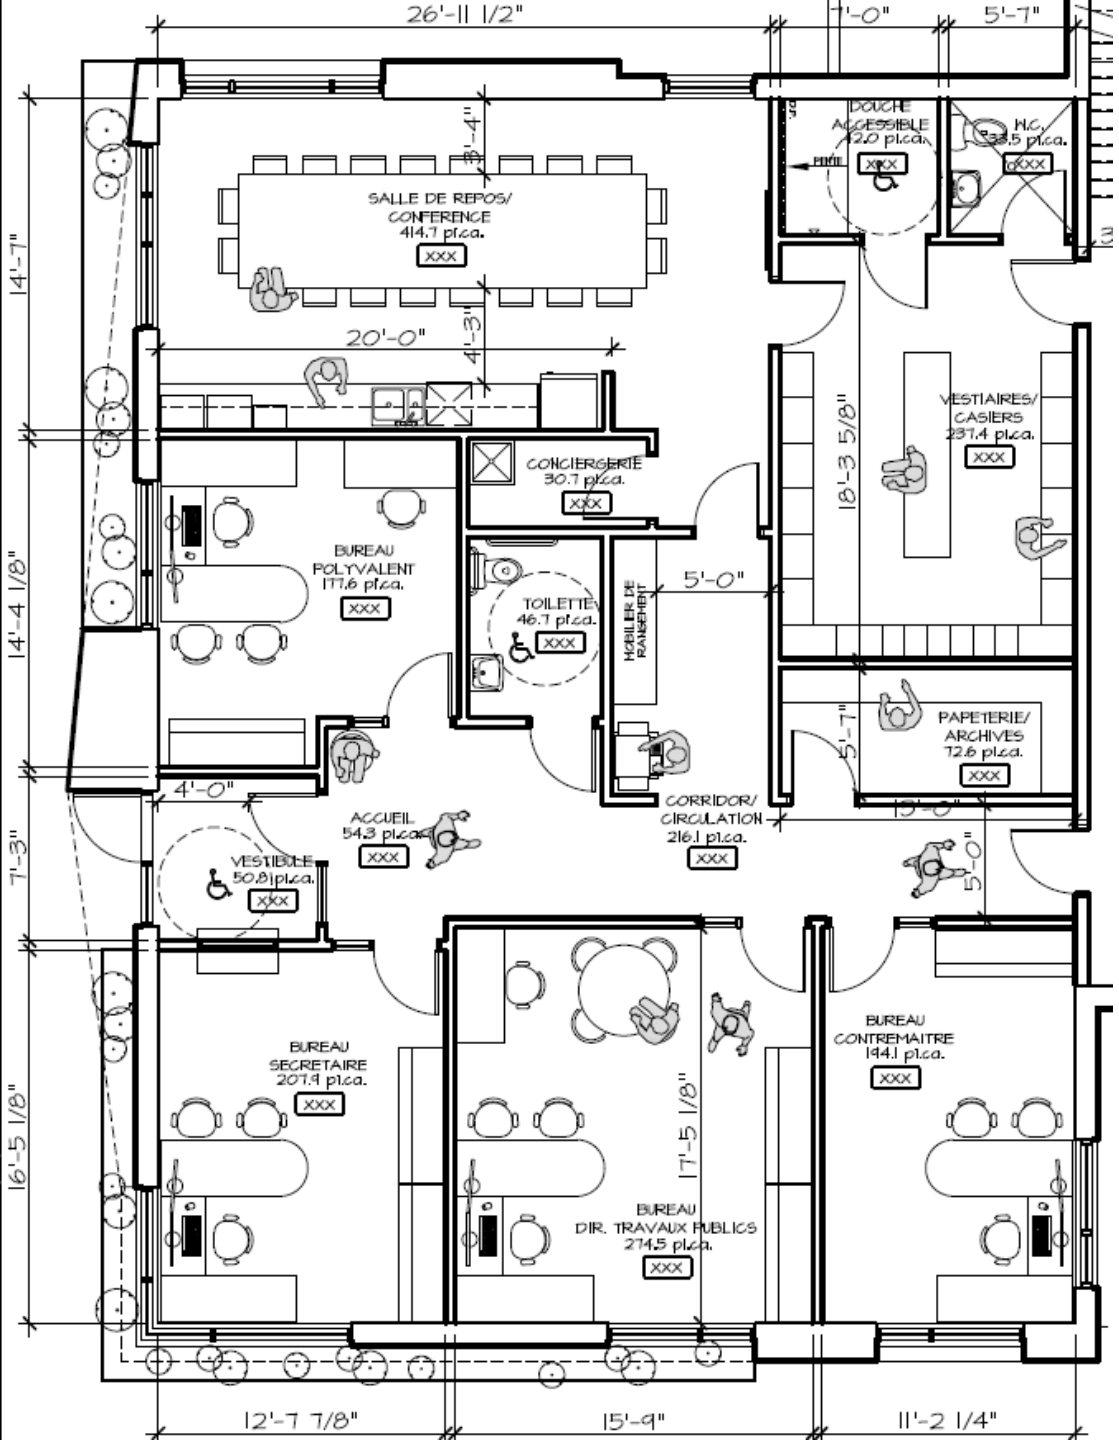 26'-11 1/2"
7'-0"
5'-7"
3'-4"
DOUCHE
ACCESSIBLE
42.0 pi.ca.
XXX
PENTE
W.C.
33.5 pi.ca.
XXX
SALLE DE REPOS/
CONFERENCE
414.7 pi.ca.
XXX
14'-7"
20'-0"
4'-3"
VESTIAIRES/
CASIERS
237.4 pi.ca.
XXX
18'-3 5/8"
CONCIERGERIE
30.7 pi.ca.
XXX
BUREAU
POLYVALENT
177.6 pi.ca.
XXX
14'-4 1/8"
TOILETTE
46.7 pi.ca.
XXX
MOBILIER DE
RANGEMENT
5'-0"
PAPETERIE/
ARCHIVES
72.6 pi.ca.
XXX
5'-7"
4'-0"
ACCUEIL
54.3 pi.ca.
XXX
CORRIDOR/
CIRCULATION
216.1 pi.ca.
XXX
13'-0"
5'-0"
7'-3"
VESTIBULE
50.8 pi.ca.
XXX
BUREAU
SECRETAIRE
207.9 pi.ca.
XXX
BUREAU
CONTREMAITRE
194.1 pi.ca.
XXX
16'-5 1/8"
17'-5 1/8"
BUREAU
DIR. TRAVAUX PUBLICS
274.5 pi.ca.
XXX
12'-7 7/8"
15'-9"
11'-2 1/4"